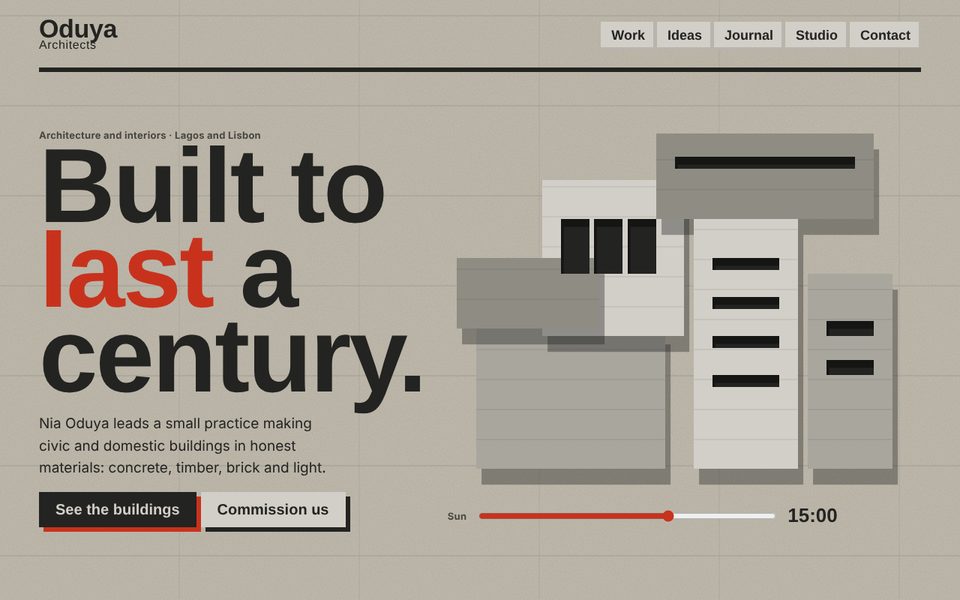 Oduya
Architects
Work
Ideas
Journal
Studio
Contact
Architecture and interiors · Lagos and Lisbon
Built to
last a
century.
Nia Oduya leads a small practice making
civic and domestic buildings in honest
materials: concrete, timber, brick and light.
See the buildings
Commission us
Sun
15:00